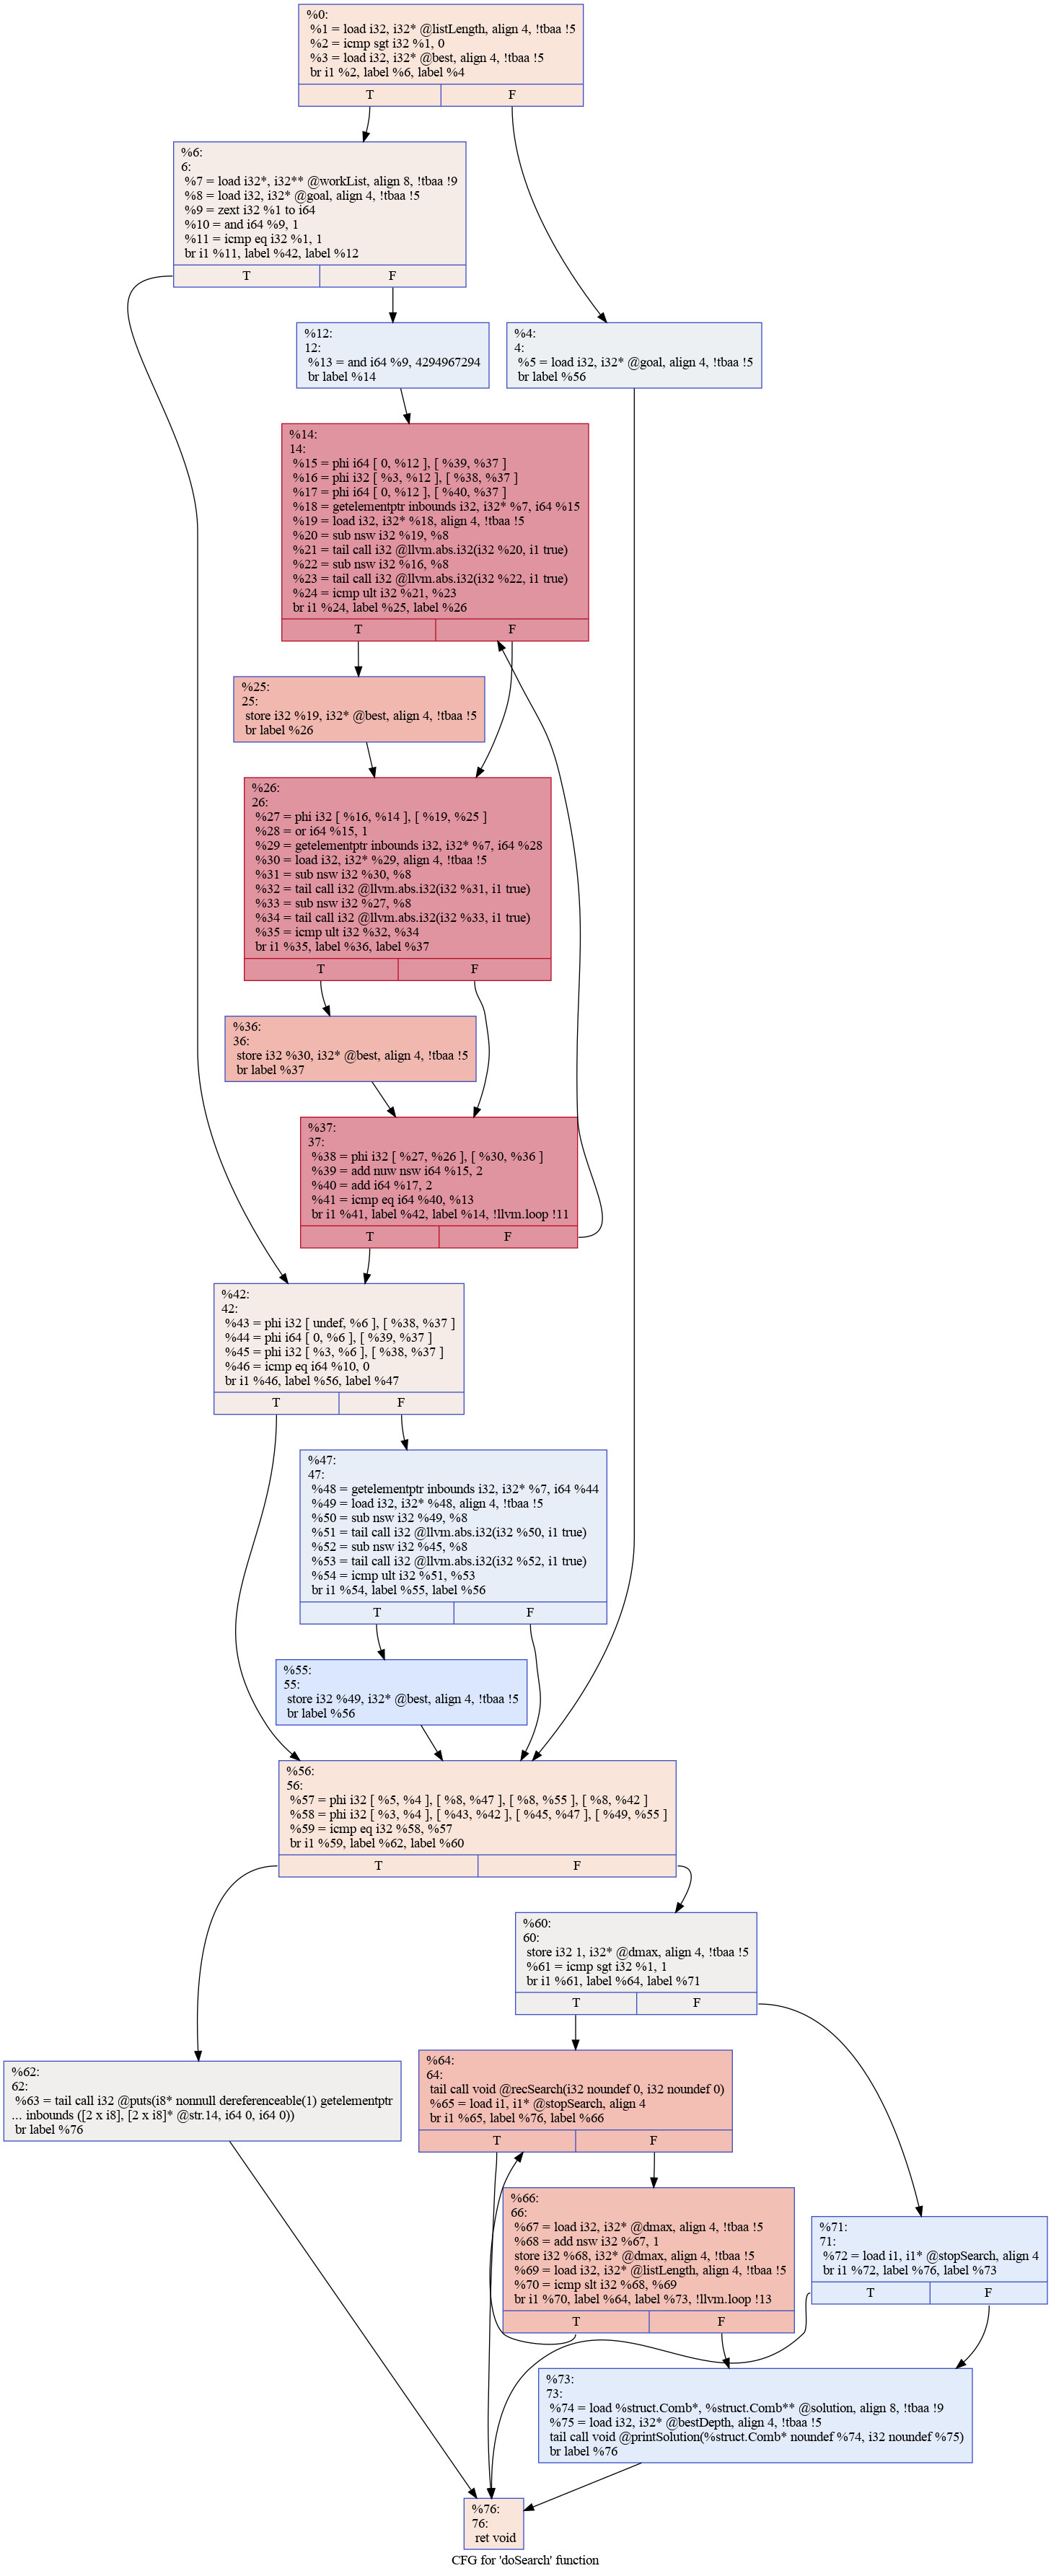 %0:
%1 = load i32, i32* @listLength, align 4, !tbaa !5
%2 = icmp sgt i32 %1, 0
%3 = load i32, i32* @best, align 4, !tbaa !5
br i1 %2, label %6, label %4
T F
%6:
6:
%7 = load i32*, i32** @workList, align 8, !tbaa !9
%8 = load i32, i32* @goal, align 4, !tbaa !5
%9 = zext i32 %1 to i64
%10 = and i64 %9, 1
%11 = icmp eq i32 %1, 1
br i1 %11, label %42, label %12
T F
%12:
12:
%13 = and i64 %9, 4294967294
br label %14
%4:
4:
%5 = load i32, i32* @goal, align 4, !tbaa !5
br label %56
%14:
14:
%15 = phi i64 [ 0, %12 ], [ %39, %37 ]
%16 = phi i32 [ %3, %12 ], [ %38, %37 ]
%17 = phi i64 [ 0, %12 ], [ %40, %37 ]
%18 = getelementptr inbounds i32, i32* %7, i64 %15
%19 = load i32, i32* %18, align 4, !tbaa !5
%20 = sub nsw i32 %19, %8
%21 = tail call i32 @llvm.abs.i32(i32 %20, i1 true)
%22 = sub nsw i32 %16, %8
%23 = tail call i32 @llvm.abs.i32(i32 %22, i1 true)
%24 = icmp ult i32 %21, %23
br i1 %24, label %25, label %26
T F
%25:
25:
store i32 %19, i32* @best, align 4, !tbaa !5
br label %26
%26:
26:
%27 = phi i32 [ %16, %14 ], [ %19, %25 ]
%28 = or i64 %15, 1
%29 = getelementptr inbounds i32, i32* %7, i64 %28
%30 = load i32, i32* %29, align 4, !tbaa !5
%31 = sub nsw i32 %30, %8
%32 = tail call i32 @llvm.abs.i32(i32 %31, i1 true)
%33 = sub nsw i32 %27, %8
%34 = tail call i32 @llvm.abs.i32(i32 %33, i1 true)
%35 = icmp ult i32 %32, %34
br i1 %35, label %36, label %37
T F
%36:
36:
store i32 %30, i32* @best, align 4, !tbaa !5
br label %37
%37:
37:
%38 = phi i32 [ %27, %26 ], [ %30, %36 ]
%39 = add nuw nsw i64 %15, 2
%40 = add i64 %17, 2
%41 = icmp eq i64 %40, %13
br i1 %41, label %42, label %14, !llvm.loop !11
T F
%42:
42:
%43 = phi i32 [ undef, %6 ], [ %38, %37 ]
%44 = phi i64 [ 0, %6 ], [ %39, %37 ]
%45 = phi i32 [ %3, %6 ], [ %38, %37 ]
%46 = icmp eq i64 %10, 0
br i1 %46, label %56, label %47
T F
%47:
47:
%48 = getelementptr inbounds i32, i32* %7, i64 %44
%49 = load i32, i32* %48, align 4, !tbaa !5
%50 = sub nsw i32 %49, %8
%51 = tail call i32 @llvm.abs.i32(i32 %50, i1 true)
%52 = sub nsw i32 %45, %8
%53 = tail call i32 @llvm.abs.i32(i32 %52, i1 true)
%54 = icmp ult i32 %51, %53
br i1 %54, label %55, label %56
T F
%55:
55:
store i32 %49, i32* @best, align 4, !tbaa !5
br label %56
%56:
56:
%57 = phi i32 [ %5, %4 ], [ %8, %47 ], [ %8, %55 ], [ %8, %42 ]
%58 = phi i32 [ %3, %4 ], [ %43, %42 ], [ %45, %47 ], [ %49, %55 ]
%59 = icmp eq i32 %58, %57
br i1 %59, label %62, label %60
T F
%60:
60:
store i32 1, i32* @dmax, align 4, !tbaa !5
%61 = icmp sgt i32 %1, 1
br i1 %61, label %64, label %71
T F
%62:
62:
%63 = tail call i32 @puts(i8* nonnull dereferenceable(1) getelementptr
... inbounds ([2 x i8], [2 x i8]* @str.14, i64 0, i64 0))
br label %76
%64:
64:
tail call void @recSearch(i32 noundef 0, i32 noundef 0)
%65 = load i1, i1* @stopSearch, align 4
br i1 %65, label %76, label %66
T F
%66:
66:
%67 = load i32, i32* @dmax, align 4, !tbaa !5
%68 = add nsw i32 %67, 1
store i32 %68, i32* @dmax, align 4, !tbaa !5
%69 = load i32, i32* @listLength, align 4, !tbaa !5
%70 = icmp slt i32 %68, %69
br i1 %70, label %64, label %73, !llvm.loop !13
T F
%71:
71:
%72 = load i1, i1* @stopSearch, align 4
br i1 %72, label %76, label %73
T F
%73:
73:
%74 = load %struct.Comb*, %struct.Comb** @solution, align 8, !tbaa !9
%75 = load i32, i32* @bestDepth, align 4, !tbaa !5
tail call void @printSolution(%struct.Comb* noundef %74, i32 noundef %75)
br label %76
%76:
76:
ret void
CFG for 'doSearch' function